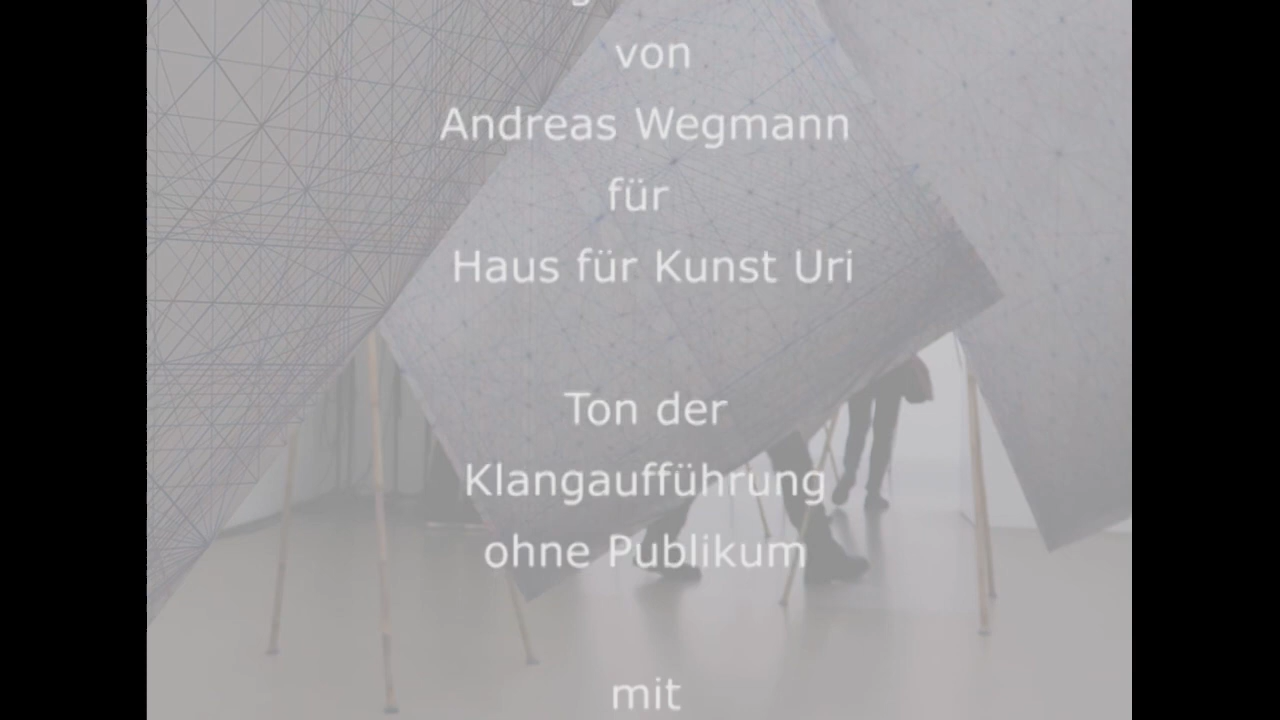 von
Andreas Wegmann
für
Haus für Kunst Uri
Ton der
Klangaufführung
ohne Publikum
mit